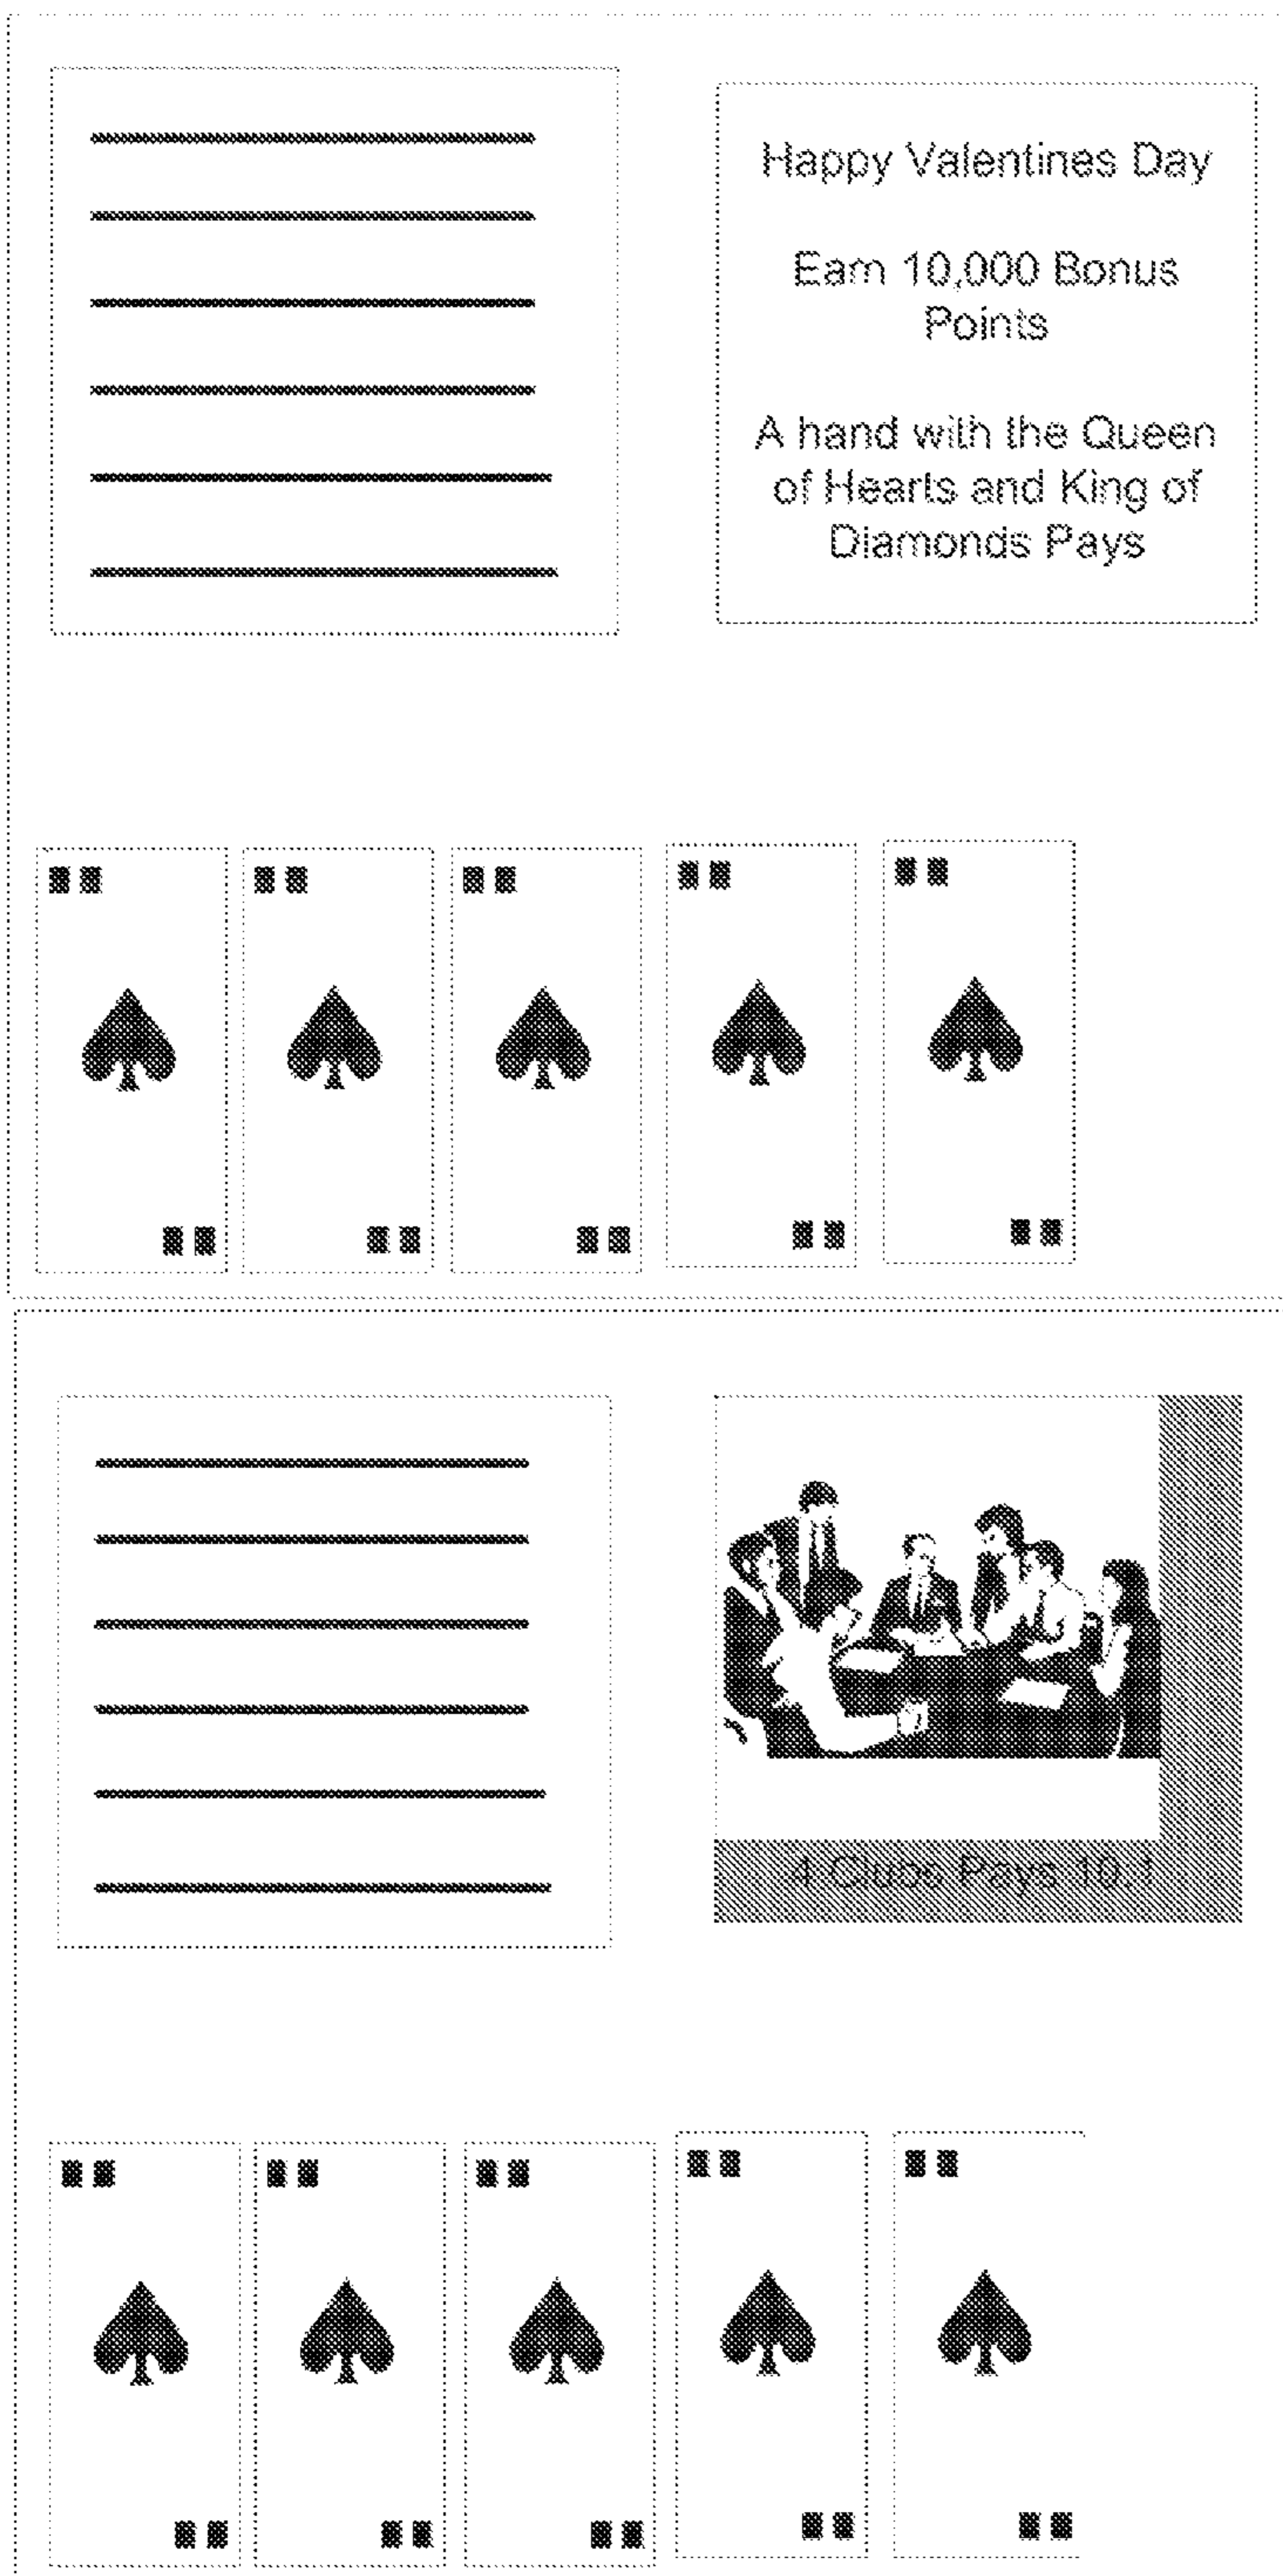 Happy Valentines Day
Earn 10,000 Bonus
Points
A hand with the Queen
of Hearts and King of
Diamonds Pays
4 Clubs Pays 10:1